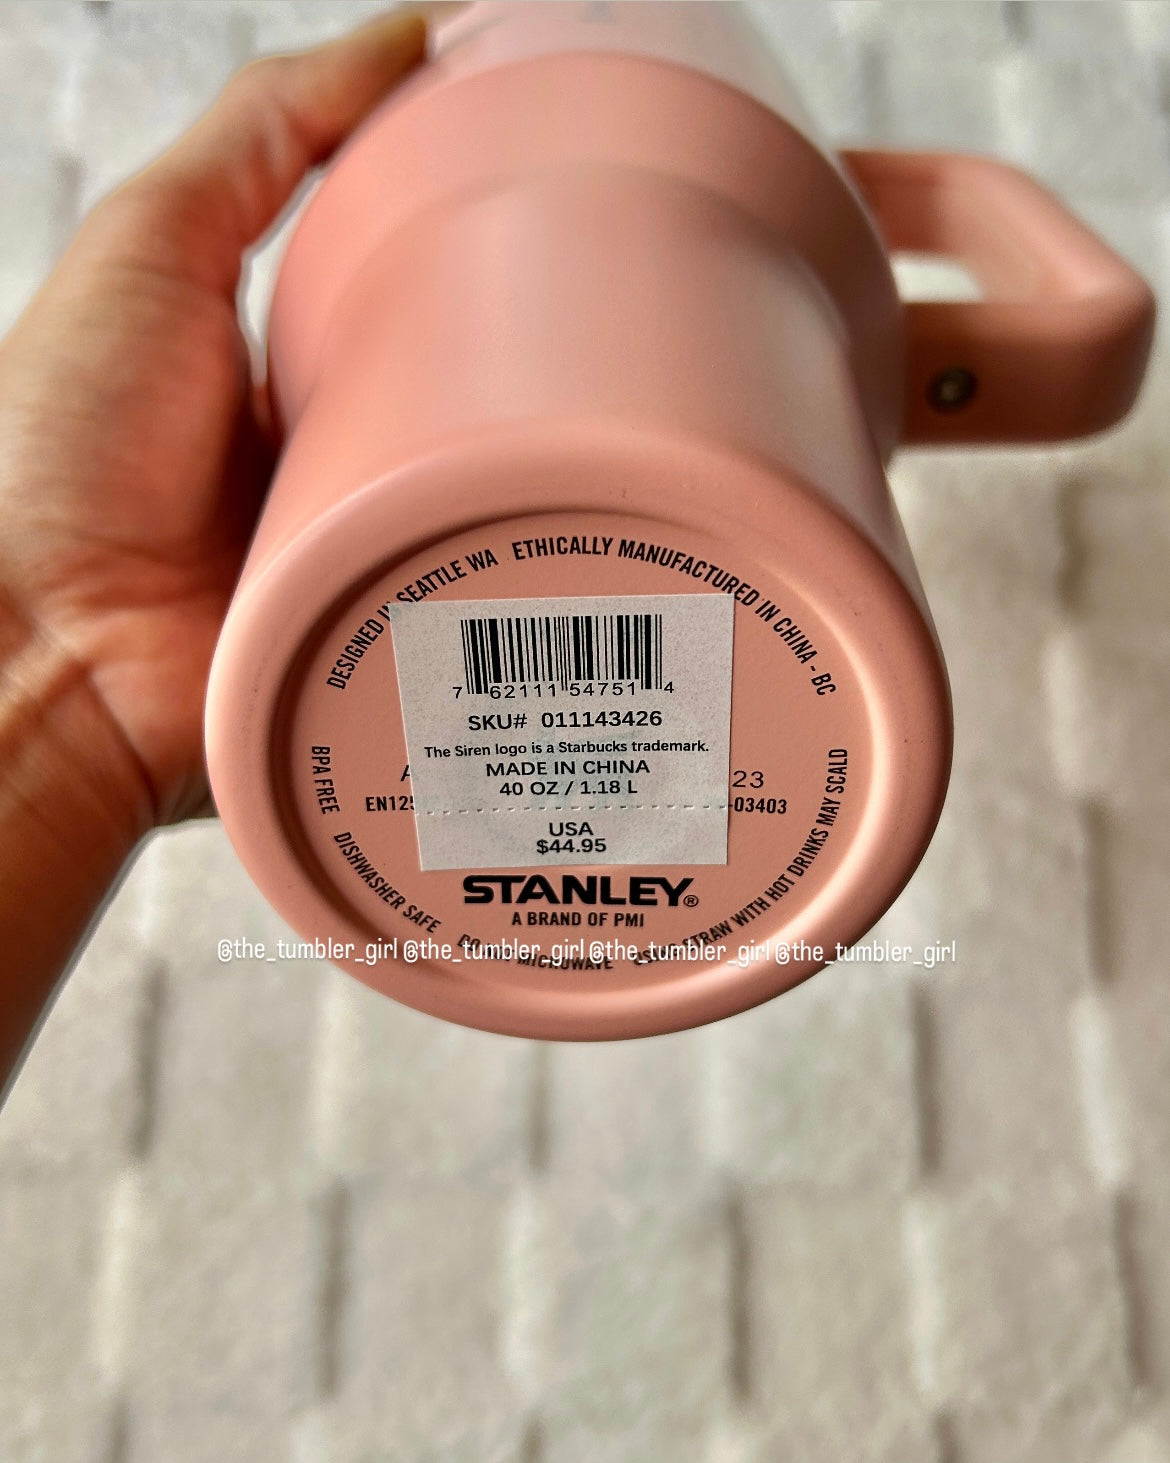 DESIGNED IN SEATTLE WA ETHICALLY MANUFACTURED IN CHINA - BC
7 62111 54751 4
SKU# 011143426
The Siren logo is a Starbucks trademark.
MADE IN CHINA
40 OZ / 1.18 L
23
EN125
-03403
USA
$44.95
STANLEY®
A BRAND OF PMI
BPA FREE DISHWASHER SAFE MICROWAVE STRAW WITH HOT DRINKS MAY SCALD
@the_tumbler_girl @the_tumbler_girl @the_tumbler_girl @the_tumbler_girl